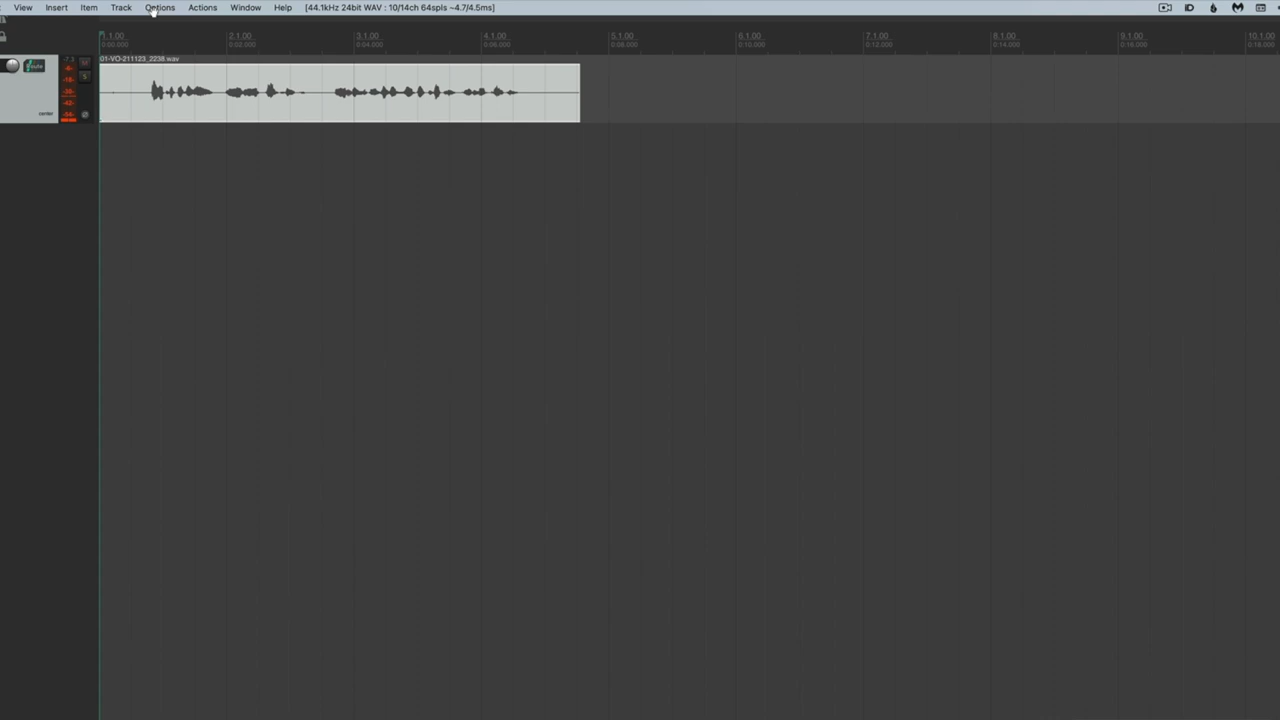 View Insert Item Track Options Actions Window Help [44.1kHz 24bit WAV : 10/14ch 64spls ~4.7/4.5ms]
1.1.00 2.1.00 3.1.00 4.1.00 5.1.00 6.1.00 7.1.00 8.1.00 9.1.00 10.1.00
0:00.000 0:02.000 0:04.000 0:06.000 0:08.000 0:10.000 0:12.000 0:14.000 0:16.000 0:18.000
01-VO-211123_2238.wav
M
S
center